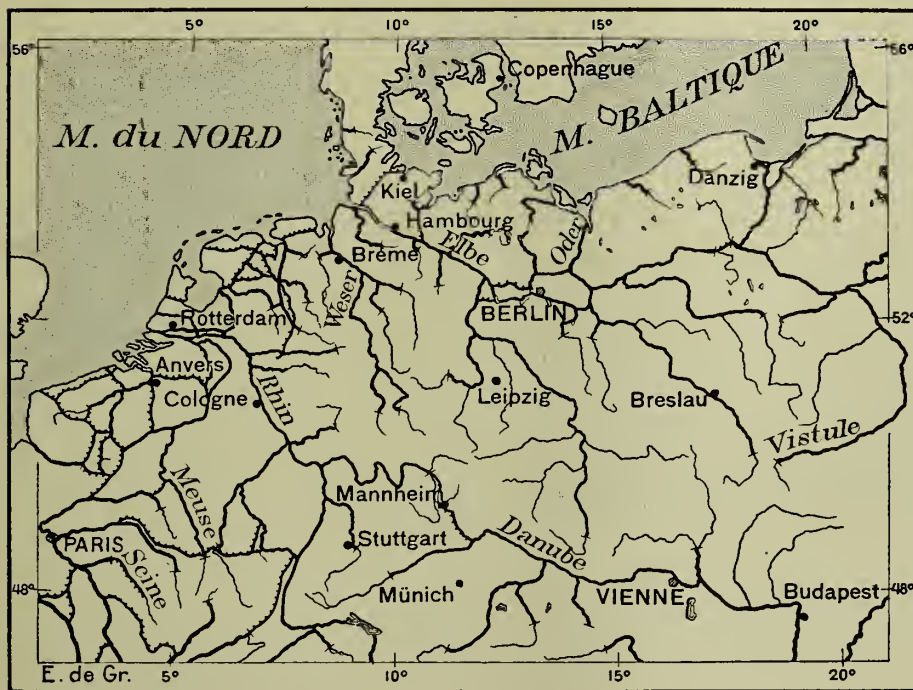 5° 10° 15° 20°
56° 56°
Copenhague
M. du NORD
M. BALTIQUE
Kiel
Danzig
Hambourg
Elbe
Oder
Brême
Weser
Rotterdam
BERLIN
52°
Anvers
Cologne
Rhin
Leipzig
Breslau
Vistule
Meuse
Mannheim
Stuttgart
Danube
PARIS
Seine
48° 48°
Münich
VIENNE
Budapest
E. de Gr.
5° 10° 15° 20°